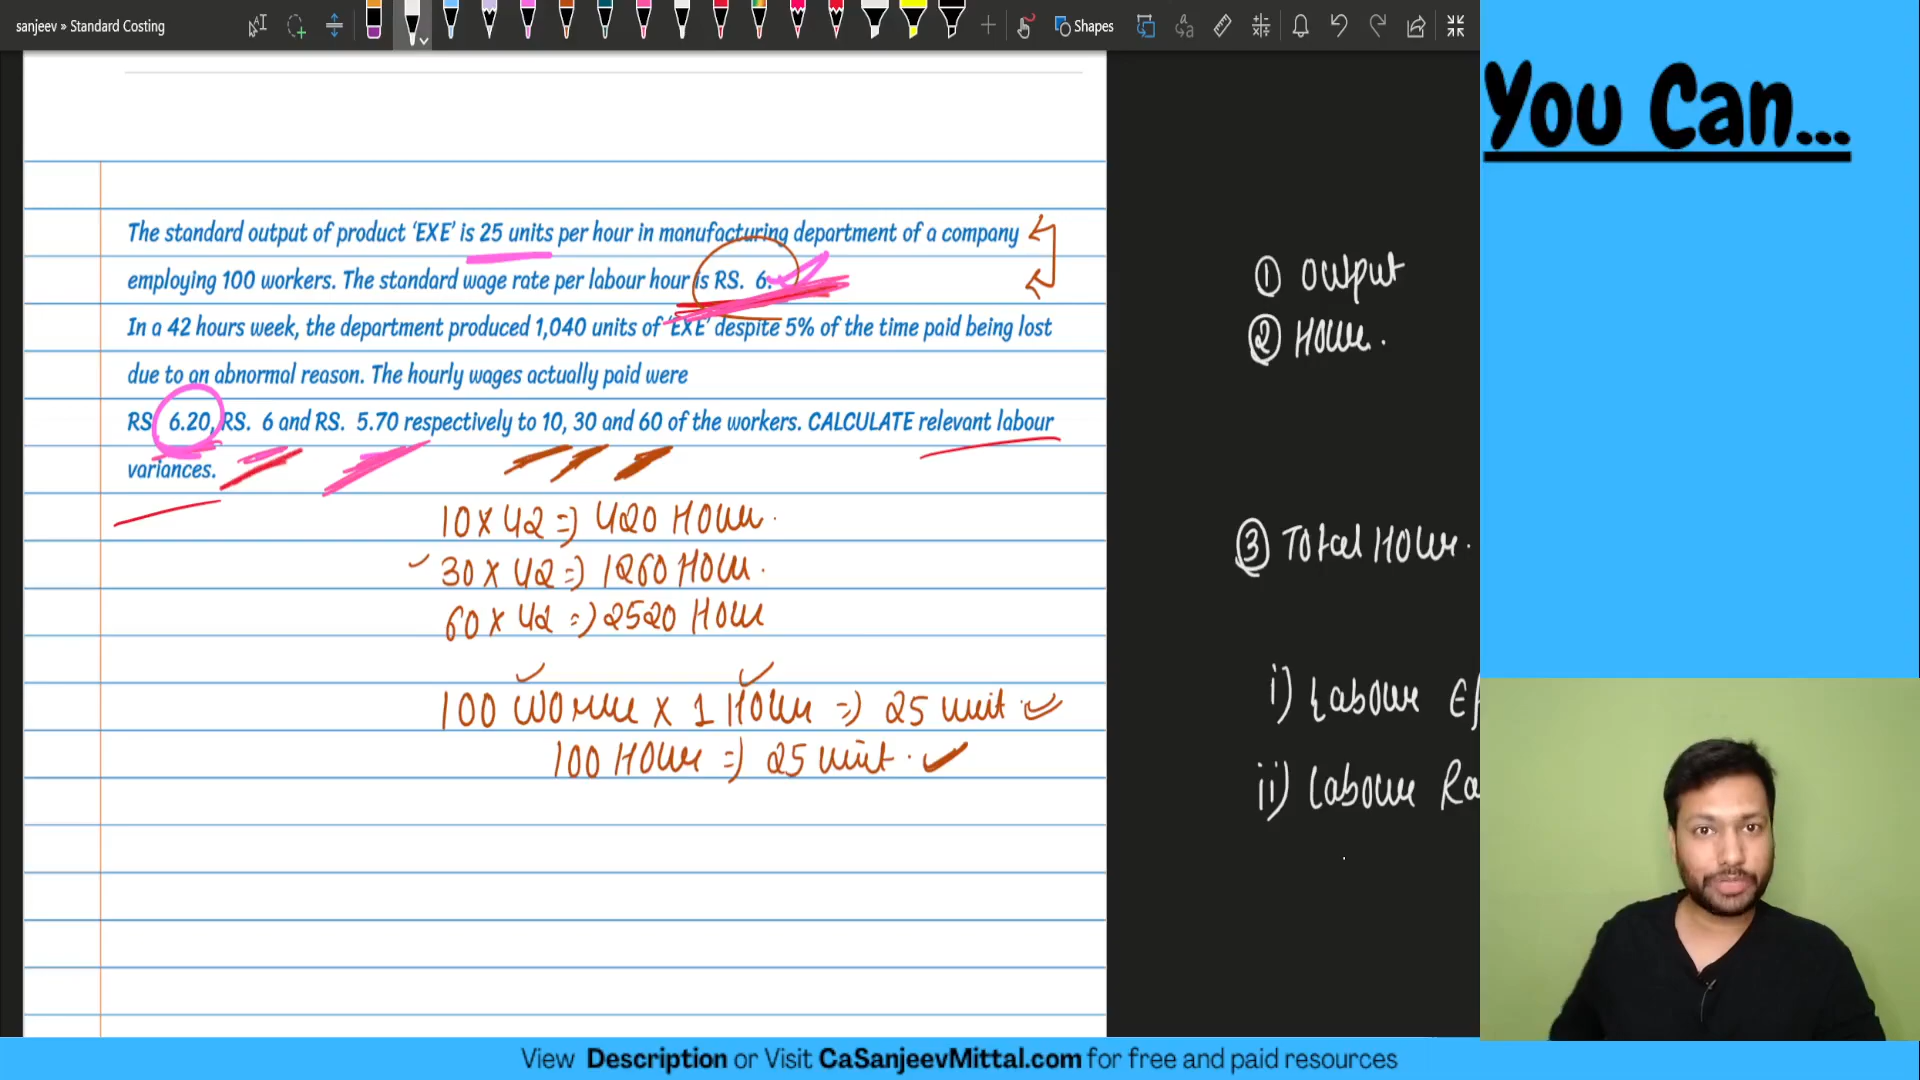 sanjeev » Standard Costing
Shapes
You Can...
The standard output of product ‘EXE’ is 25 units per hour in manufacturing department of a company
employing 100 workers. The standard wage rate per labour hour is RS. 6.
In a 42 hours week, the department produced 1,040 units of ‘EXE’ despite 5% of the time paid being lost
due to an abnormal reason. The hourly wages actually paid were
RS. 6.20, RS. 6 and RS. 5.70 respectively to 10, 30 and 60 of the workers. CALCULATE relevant labour
variances.
10 x 42 => 420 Hour.
30 x 42 => 1260 Hour.
60 x 42 => 2520 Hour
100 x 1 Hour => 25 unit.
100 Hour => 25 unit.
① Output
② Hour.
③ Total Hour.
i) Labour Ef
ii) Labour Ra
View Description or Visit CaSanjeevMittal.com for free and paid resources